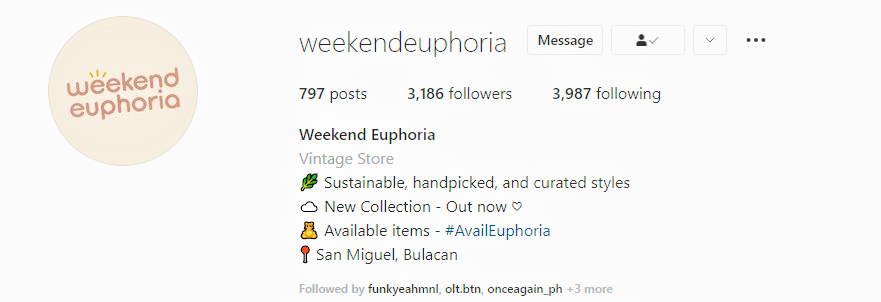 weekend
euphoria
weekendeuphoria Message
797 posts 3,186 followers 3,987 following
Weekend Euphoria
Vintage Store
Sustainable, handpicked, and curated styles
New Collection - Out now ♡
Available items - #AvailEuphoria
San Miguel, Bulacan
Followed by funkyeahmnl, olt.btn, onceagain_ph +3 more